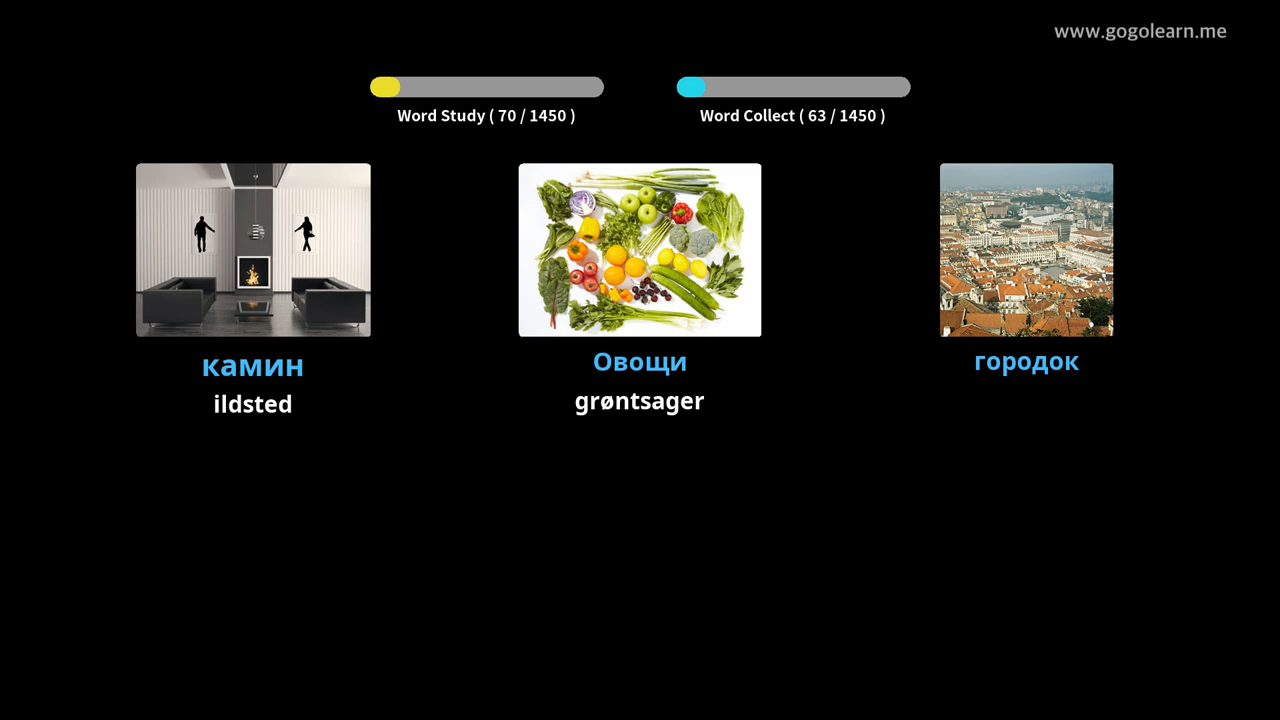 www.gogolearn.me
Word Study ( 70 / 1450 )
Word Collect ( 63 / 1450 )
камин
ildsted
Овощи
grøntsager
городок